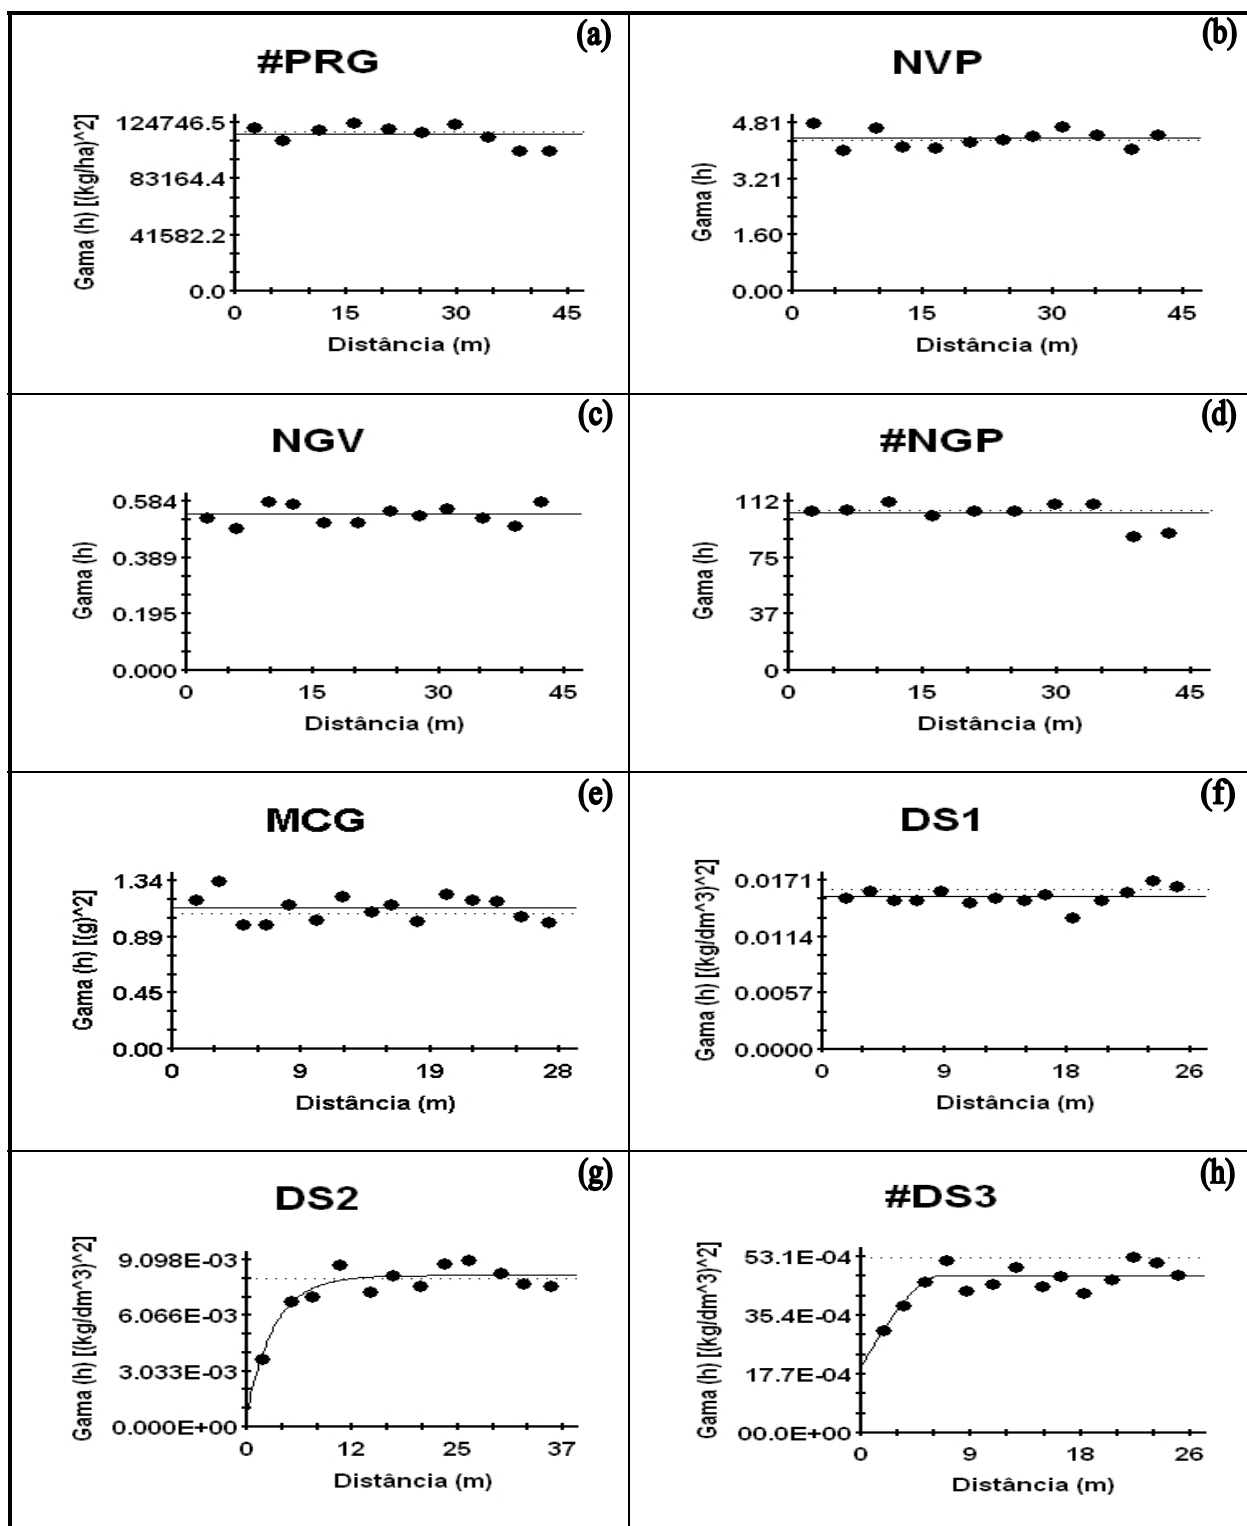 (a)
#PRG
Gama (h) [(kg/ha)^2]
124746.5
83164.4
41582.2
0.0
0 15 30 45
Distância (m)
(b)
NVP
Gama (h)
4.81
3.21
1.60
0.00
0 15 30 45
Distância (m)
(c)
NGV
Gama (h)
0.584
0.389
0.195
0.000
0 15 30 45
Distância (m)
(d)
#NGP
Gama (h)
112
75
37
0
0 15 30 45
Distância (m)
(e)
MCG
Gama (h) [(g)^2]
1.34
0.89
0.45
0.00
0 9 19 28
Distância (m)
(f)
DS1
Gama (h) [(kg/dm^3)^2]
0.0171
0.0114
0.0057
0.0000
0 9 18 26
Distância (m)
(g)
DS2
Gama (h) [(kg/dm^3)^2]
9.098E-03
6.066E-03
3.033E-03
0.000E+00
0 12 25 37
Distância (m)
(h)
#DS3
Gama (h) [(kg/dm^3)^2]
53.1E-04
35.4E-04
17.7E-04
00.0E+00
0 9 18 26
Distância (m)